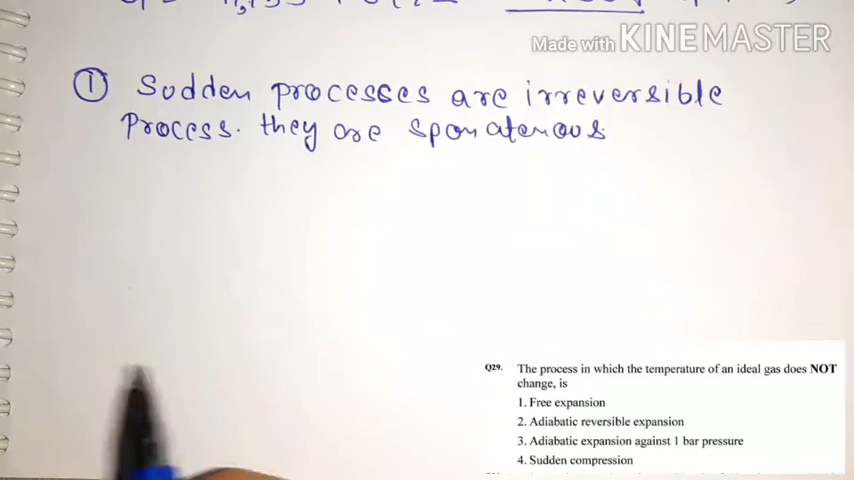 Made with KINEMASTER
① Sudden processes are irreversible
Process. they are sponatenous.
Q29. The process in which the temperature of an ideal gas does NOT
change, is
1. Free expansion
2. Adiabatic reversible expansion
3. Adiabatic expansion against 1 bar pressure
4. Sudden compression